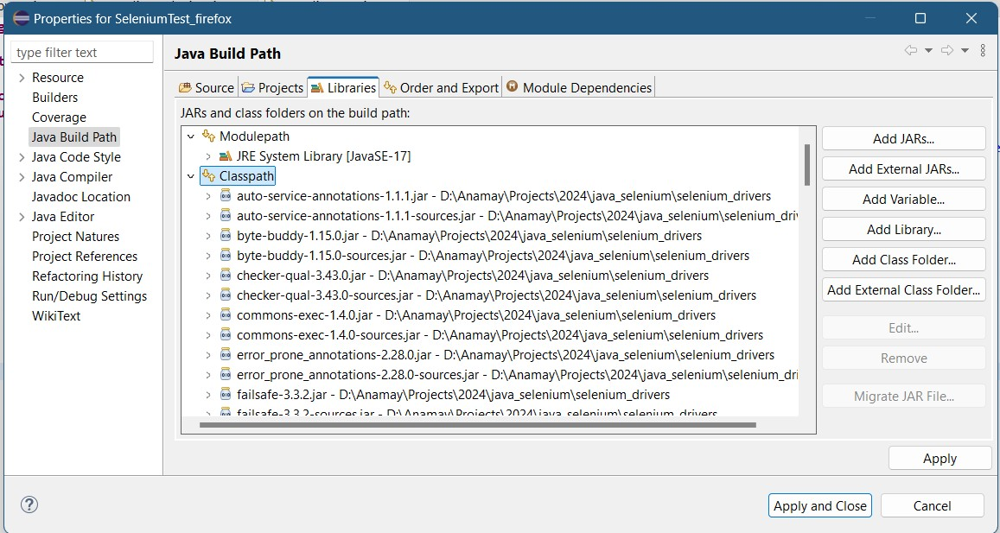 Properties for SeleniumTest_firefox
type filter text
Resource
Builders
Coverage
Java Build Path
Java Code Style
Java Compiler
Javadoc Location
Java Editor
Project Natures
Project References
Refactoring History
Run/Debug Settings
WikiText
Java Build Path
Source
Projects
Libraries
Order and Export
Module Dependencies
JARs and class folders on the build path:
Modulepath
JRE System Library [JavaSE-17]
Classpath
auto-service-annotations-1.1.1.jar - D:\Anamay\Projects\2024\java_selenium\selenium_drivers
auto-service-annotations-1.1.1-sources.jar - D:\Anamay\Projects\2024\java_selenium\selenium_dri
byte-buddy-1.15.0.jar - D:\Anamay\Projects\2024\java_selenium\selenium_drivers
byte-buddy-1.15.0-sources.jar - D:\Anamay\Projects\2024\java_selenium\selenium_drivers
checker-qual-3.43.0.jar - D:\Anamay\Projects\2024\java_selenium\selenium_drivers
checker-qual-3.43.0-sources.jar - D:\Anamay\Projects\2024\java_selenium\selenium_drivers
commons-exec-1.4.0.jar - D:\Anamay\Projects\2024\java_selenium\selenium_drivers
commons-exec-1.4.0-sources.jar - D:\Anamay\Projects\2024\java_selenium\selenium_drivers
error_prone_annotations-2.28.0.jar - D:\Anamay\Projects\2024\java_selenium\selenium_drivers
error_prone_annotations-2.28.0-sources.jar - D:\Anamay\Projects\2024\java_selenium\selenium_dri
failsafe-3.3.2.jar - D:\Anamay\Projects\2024\java_selenium\selenium_drivers
failsafe-3.3.2-sources.jar - D:\Anamay\Projects\2024\java_selenium\selenium_drivers
Add JARs...
Add External JARs...
Add Variable...
Add Library...
Add Class Folder...
Add External Class Folder...
Edit...
Remove
Migrate JAR File...
Apply
Apply and Close
Cancel